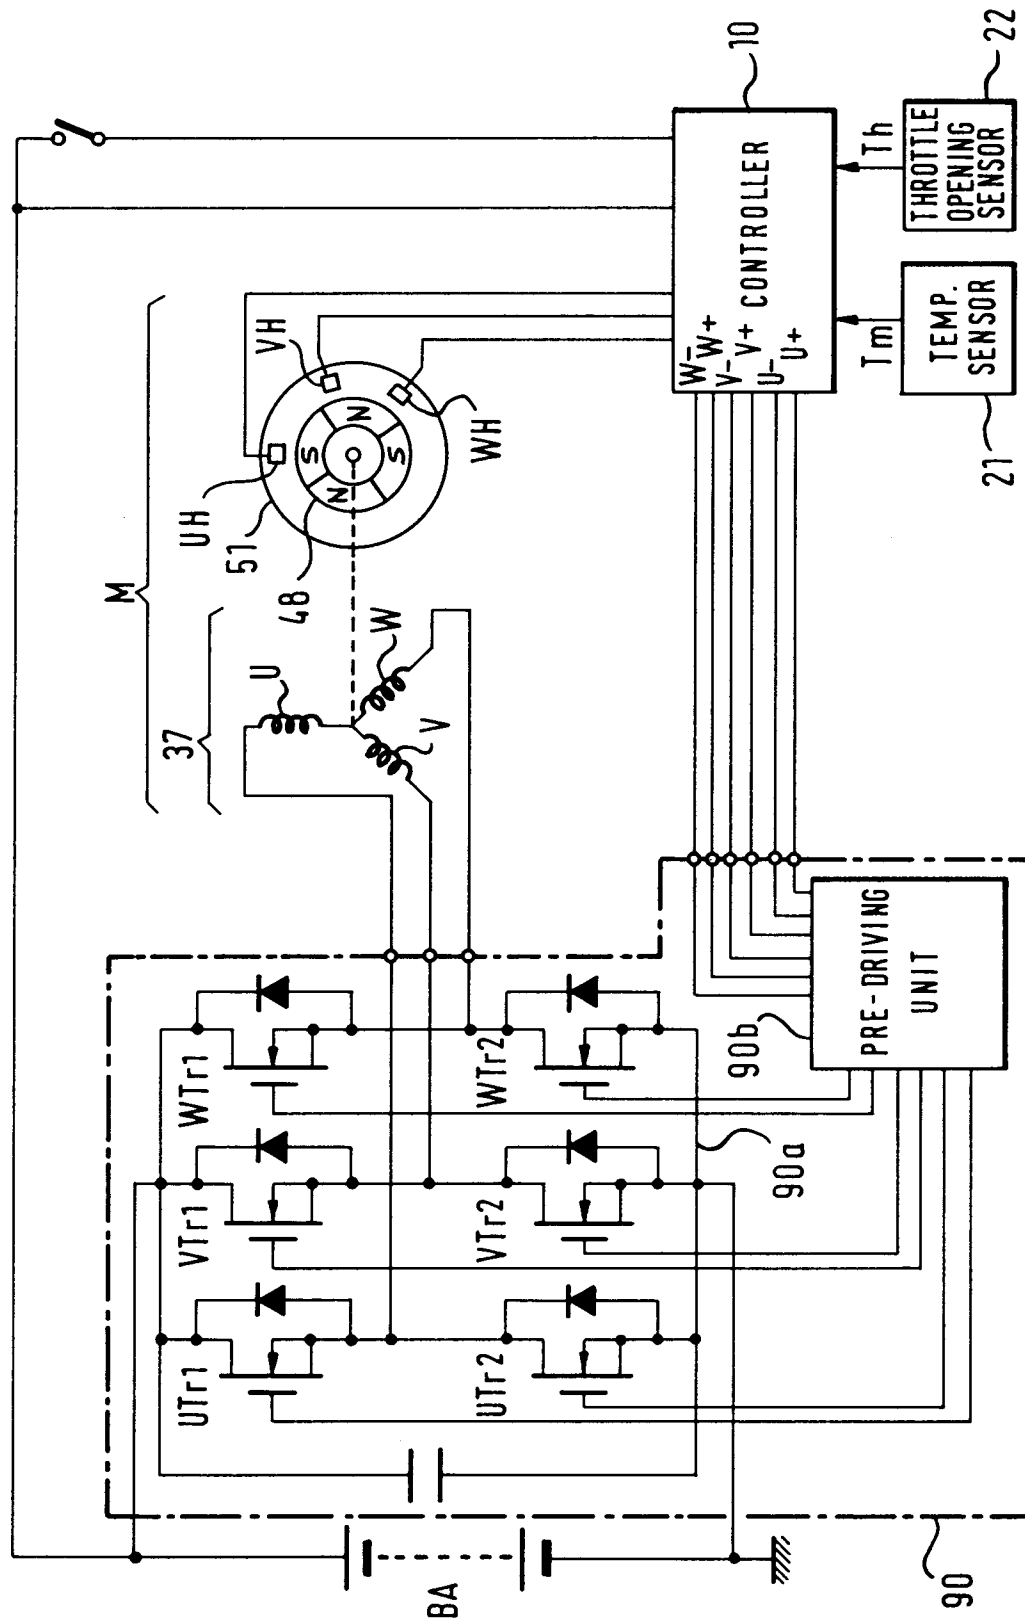 M
37
U
V
W
UH
51
48
VH
WH
10
CONTROLLER
W-
W+
V-
V+
U-
U+
Th
THROTTLE
OPENING
SENSOR
22
Tm
TEMP.
SENSOR
21
UTr1
VTr1
WTr1
UTr2
VTr2
WTr2
90a
90b
PRE-DRIVING
UNIT
BA
90
N
S
N
S